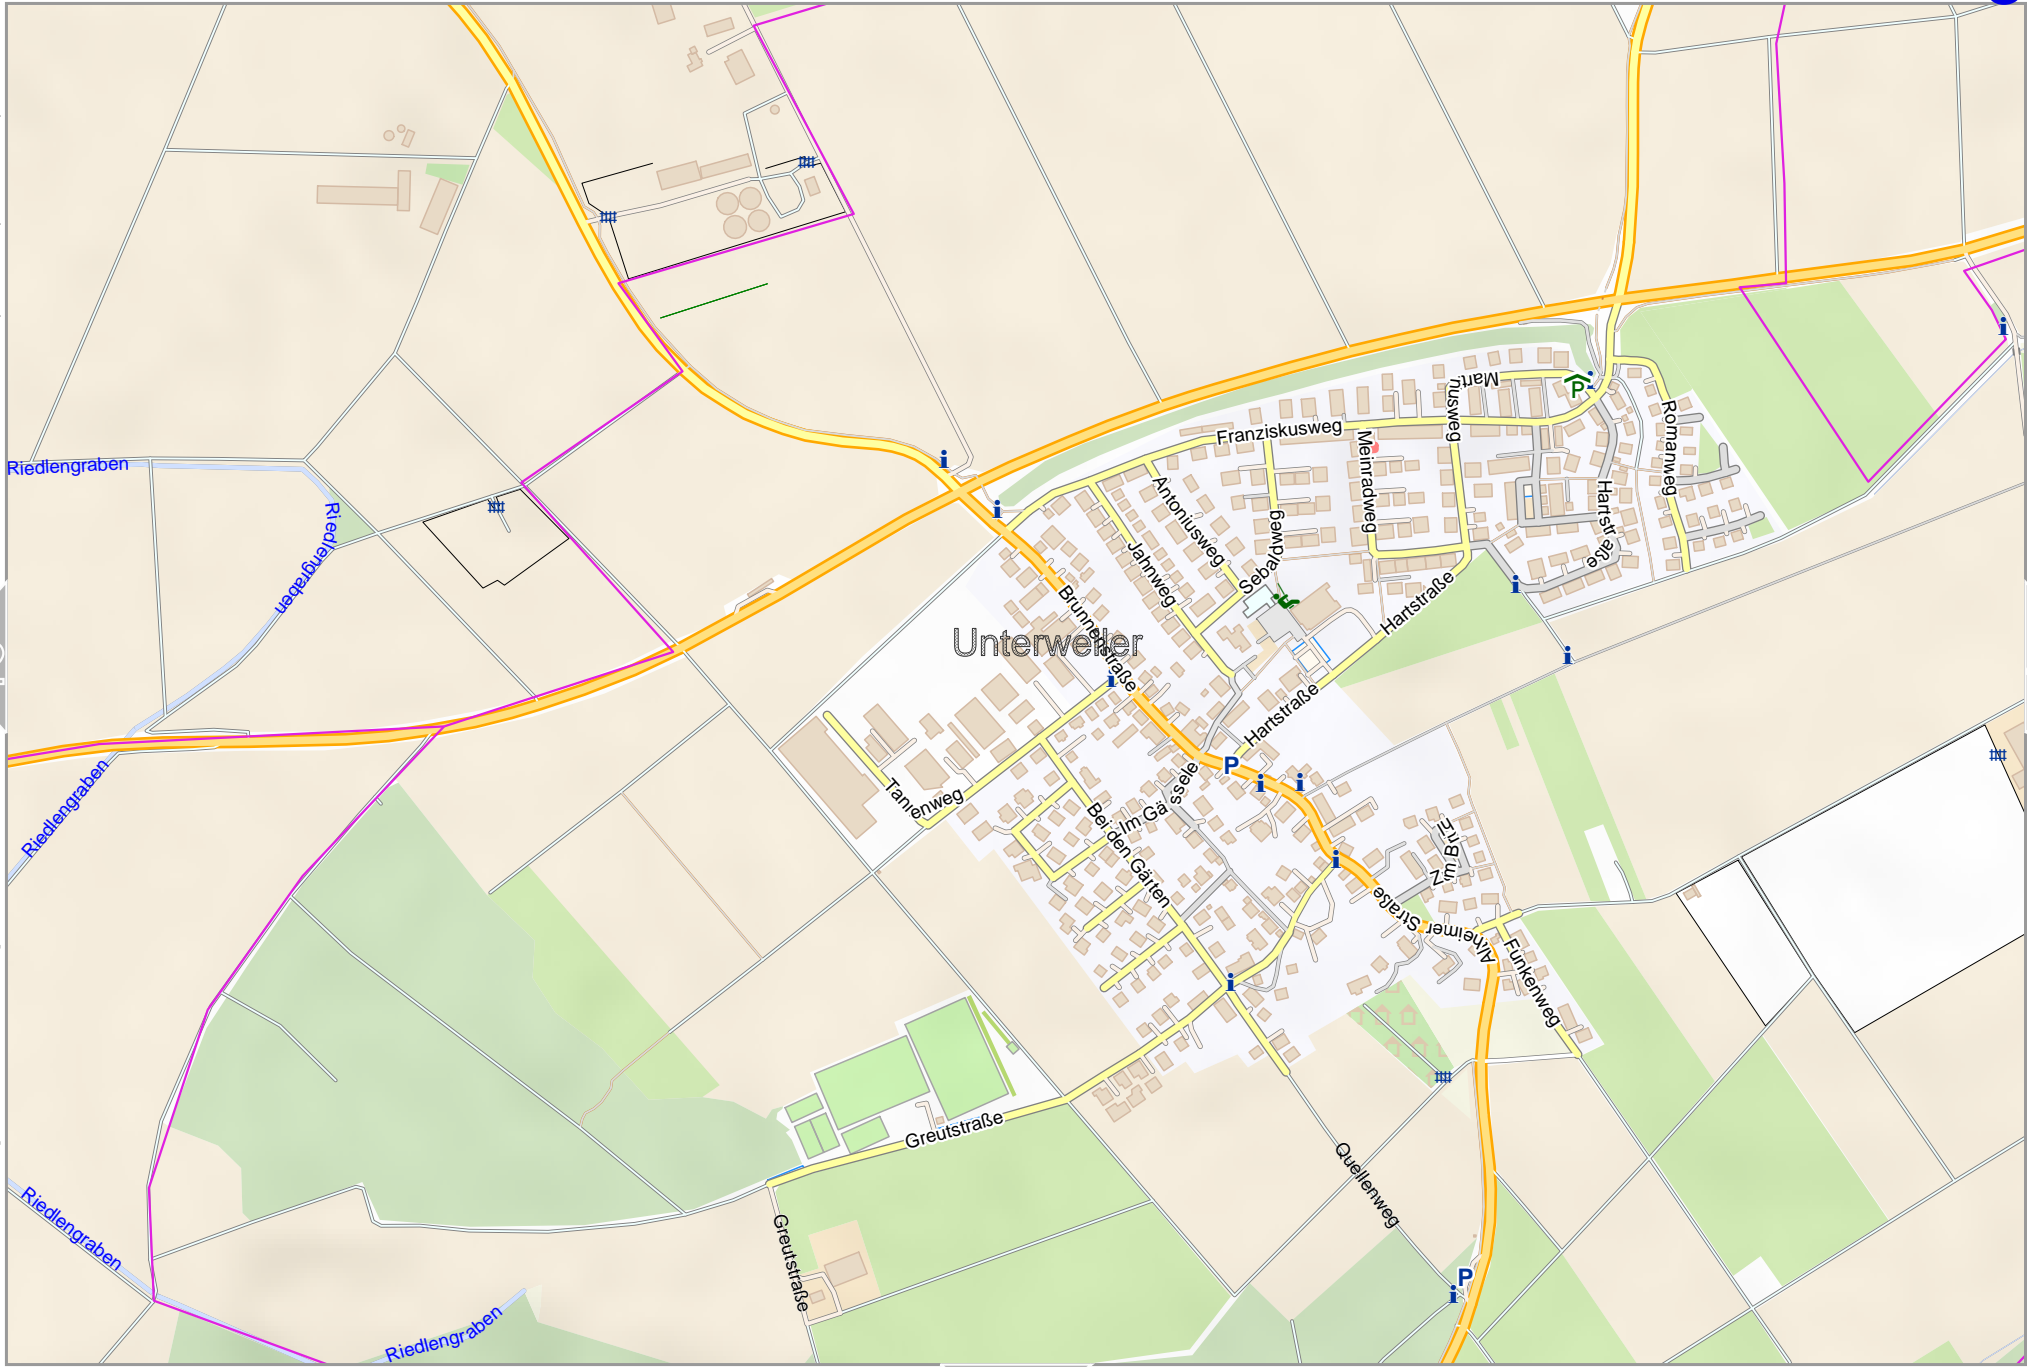 Riedlengraben
Riedlengraben
Riedlengraben
Riedlengraben
Riedlengraben
Unterweiler
Franziskusweg
Martinusweg
Meinradweg
Romanweg
Hartstraße
Antoniusweg
Sebaldweg
Jahnweg
Brunnenstraße
Hartstraße
Hartstraße
P
P
Tannenweg
Im Gässele
Bei den Gärten
Zum Brühl
Altheimer Straße
Funkenweg
Greutstraße
Greutstraße
Quellenweg
P